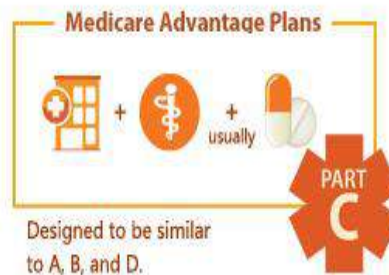 Medicare Advantage Plans
+
+
usually
PART
C
Designed to be similar
to A, B, and D.